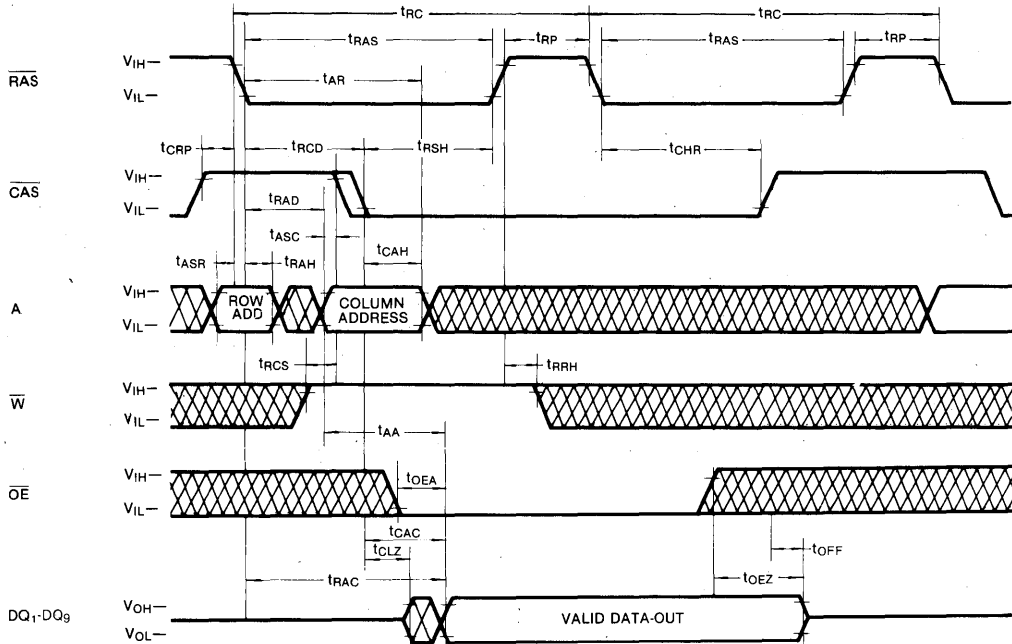 tRC tRC
tRAS tRP tRAS tRP
RAS VIH– VIL–
tAR
tCRP tRCD tRSH tCHR
CAS VIH– VIL–
tRAD
tASC
tASR tRAH tCAH
A VIH– VIL–
ROW ADD
COLUMN ADDRESS
tRCS tRRH
W VIH– VIL–
tAA
OE VIH– VIL–
tOEA
tCAC
tCLZ tOFF
tRAC tOEZ
DQ1-DQ9 VOH– VOL–
VALID DATA-OUT